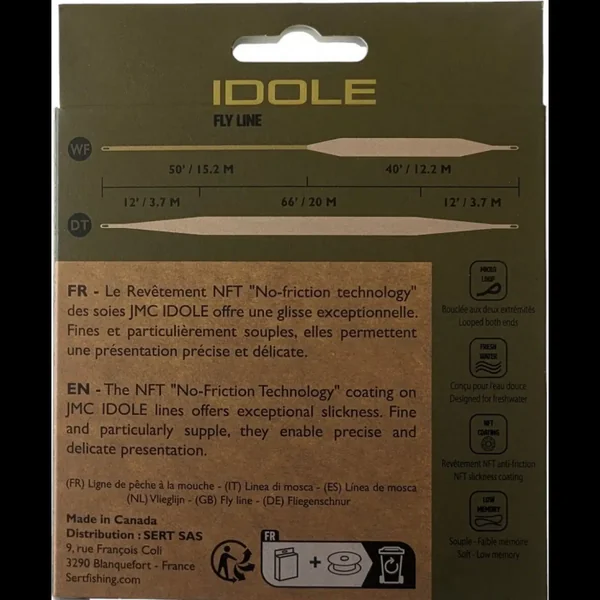 IDOLE
FLY LINE
WF
50' / 15.2 M
40' / 12.2 M
12' / 3.7 M
66' / 20 M
12' / 3.7 M
DT
FR - Le Revêtement NFT "No-friction technology"
des soies JMC IDOLE offre une glisse exceptionnelle.
Fines et particulièrement souples, elles permettent
une présentation précise et délicate.
EN - The NFT "No-Friction Technology" coating on
JMC IDOLE lines offers exceptional slickness. Fine
and particularly supple, they enable precise and
delicate presentation.
(FR) Ligne de pêche à la mouche - (IT) Linea di mosca - (ES) Línea de mosca
(NL) Vlieglijn - (GB) Fly line - (DE) Fliegenschnur
Made in Canada
Distribution : SERT SAS
9, rue François Coli
3290 Blanquefort - France
Sertfishing.com
FR
+
LOOP
Bouclée aux deux extrémités
Looped both ends
FRESH
WATER
Conçu pour l'eau douce
Designed for freshwater
NFT
COATING
Revêtement NFT anti-friction
NFT slickness coating
LOW
MEMORY
Souple - Faible mémoire
Soft - Low memory